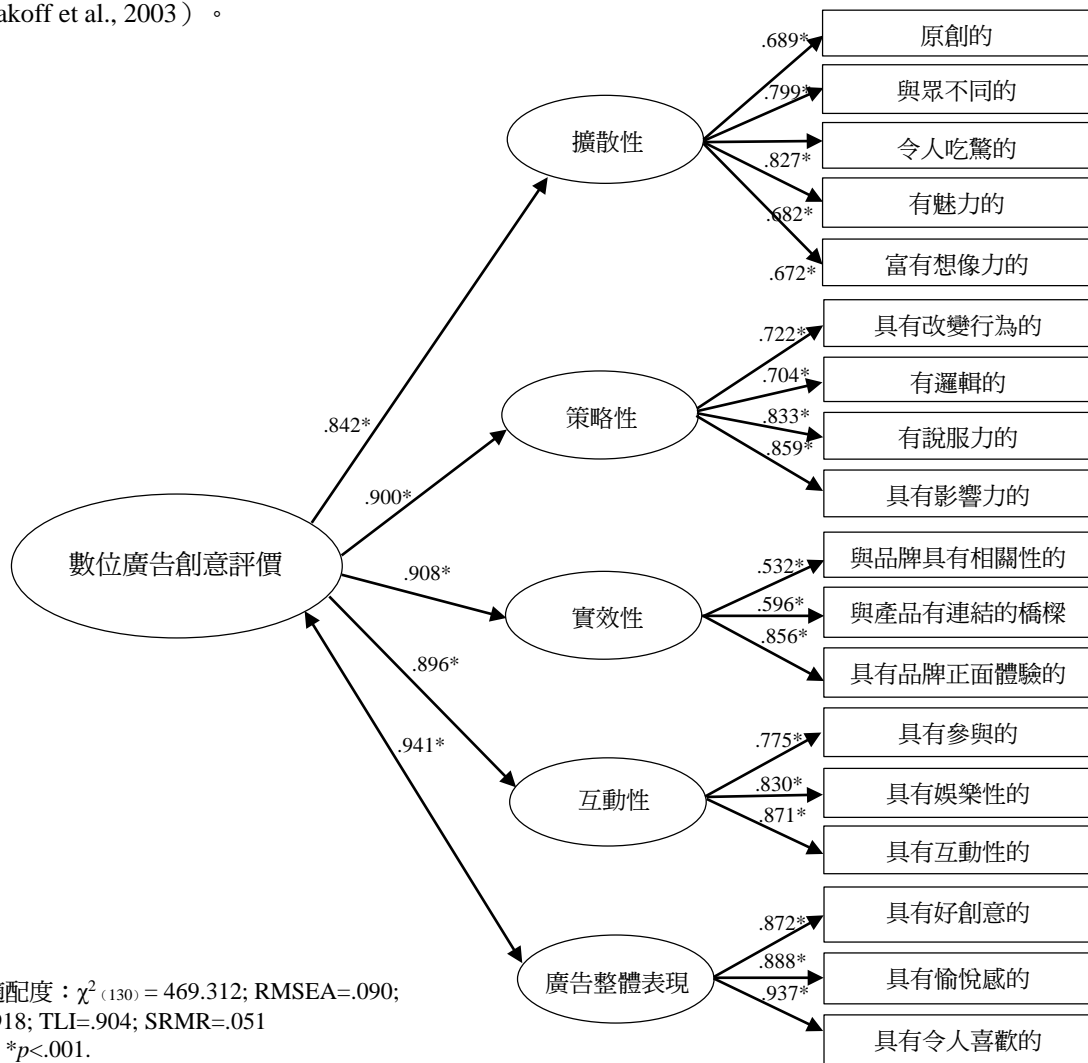 akoff et al., 2003）。
.689*
原創的
.799*
與眾不同的
擴散性
令人吃驚的
.827*
有魅力的
.682*
富有想像力的
.672*
具有改變行為的
.722*
有邏輯的
.704*
.842*
策略性
.833*
有說服力的
.859*
具有影響力的
.900*
數位廣告創意評價
.908*
.532*
與品牌具有相關性的
實效性
.596*
與產品有連結的橋樑
.856*
具有品牌正面體驗的
.896*
.941*
.775*
具有參與的
互動性
.830*
具有娛樂性的
.871*
具有互動性的
.872*
具有好創意的
廣告整體表現
.888*
具有愉悅感的
.937*
具有令人喜歡的
配度：χ² (130) = 469.312; RMSEA=.090;
18; TLI=.904; SRMR=.051
*p<.001.